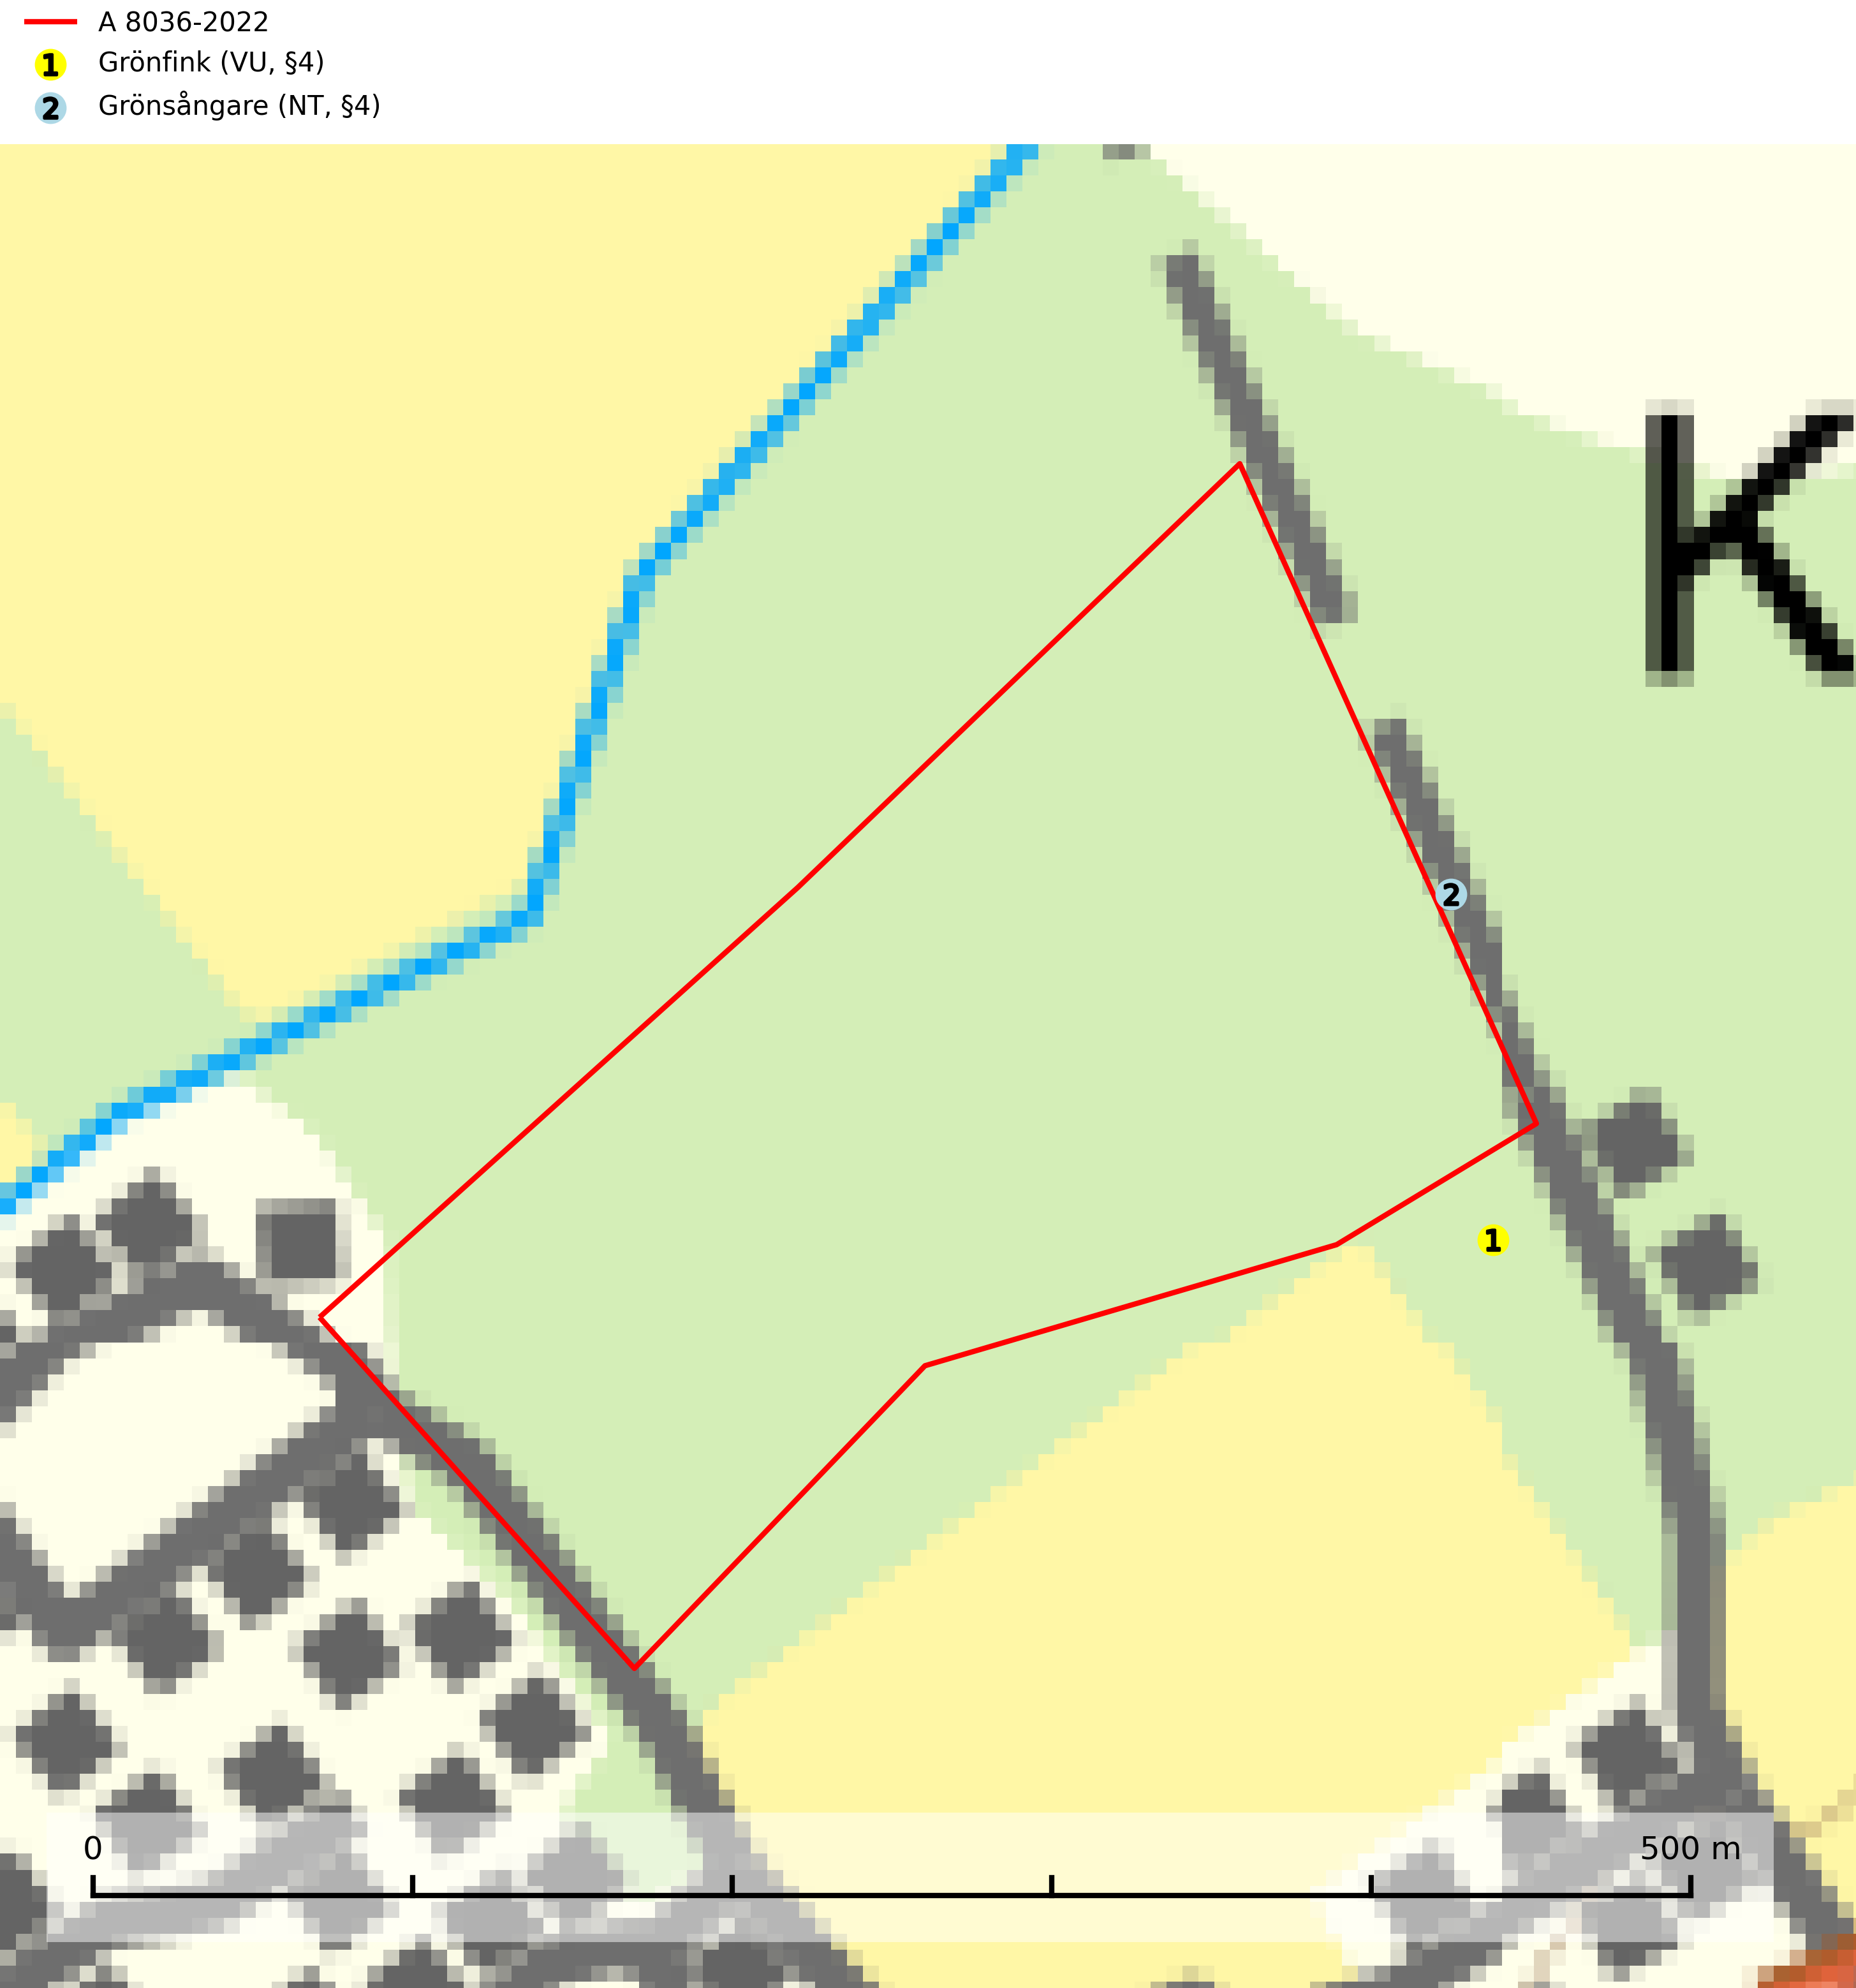 A 8036-2022
1 Grönfink (VU, §4)
2 Grönsångare (NT, §4)
K
2
1
0 500 m